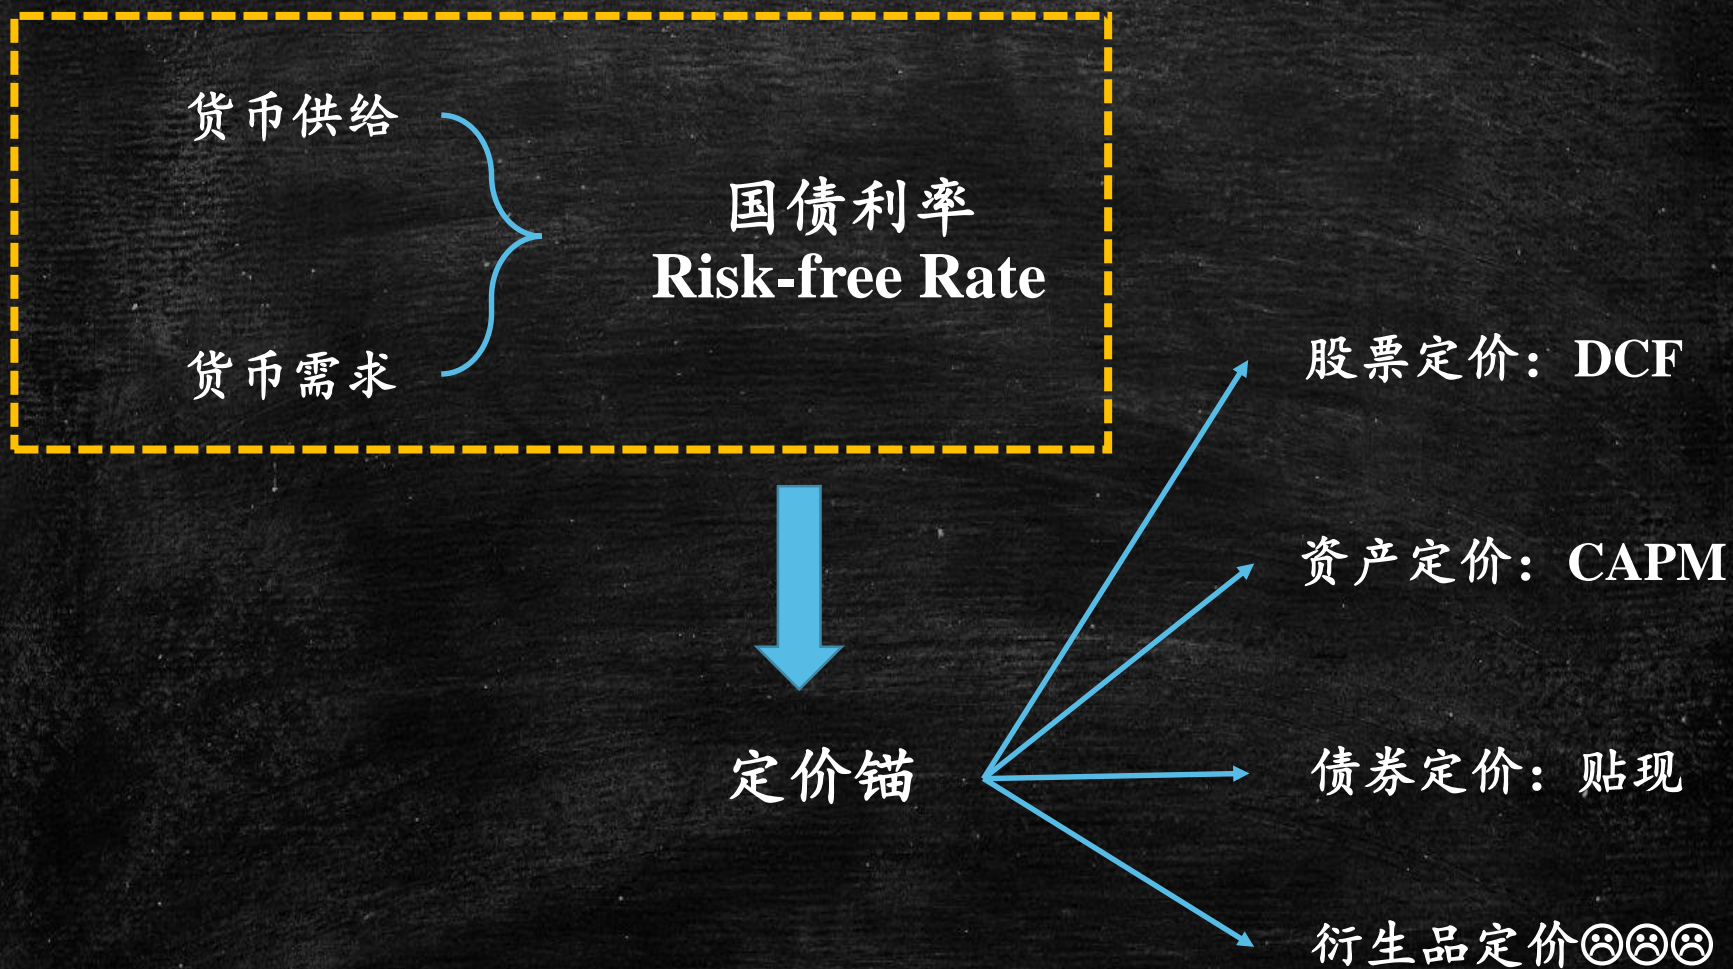 货币供给
国债利率
Risk-free Rate
货币需求
股票定价：DCF
资产定价：CAPM
定价锚
债券定价：贴现
衍生品定价☹☹☹